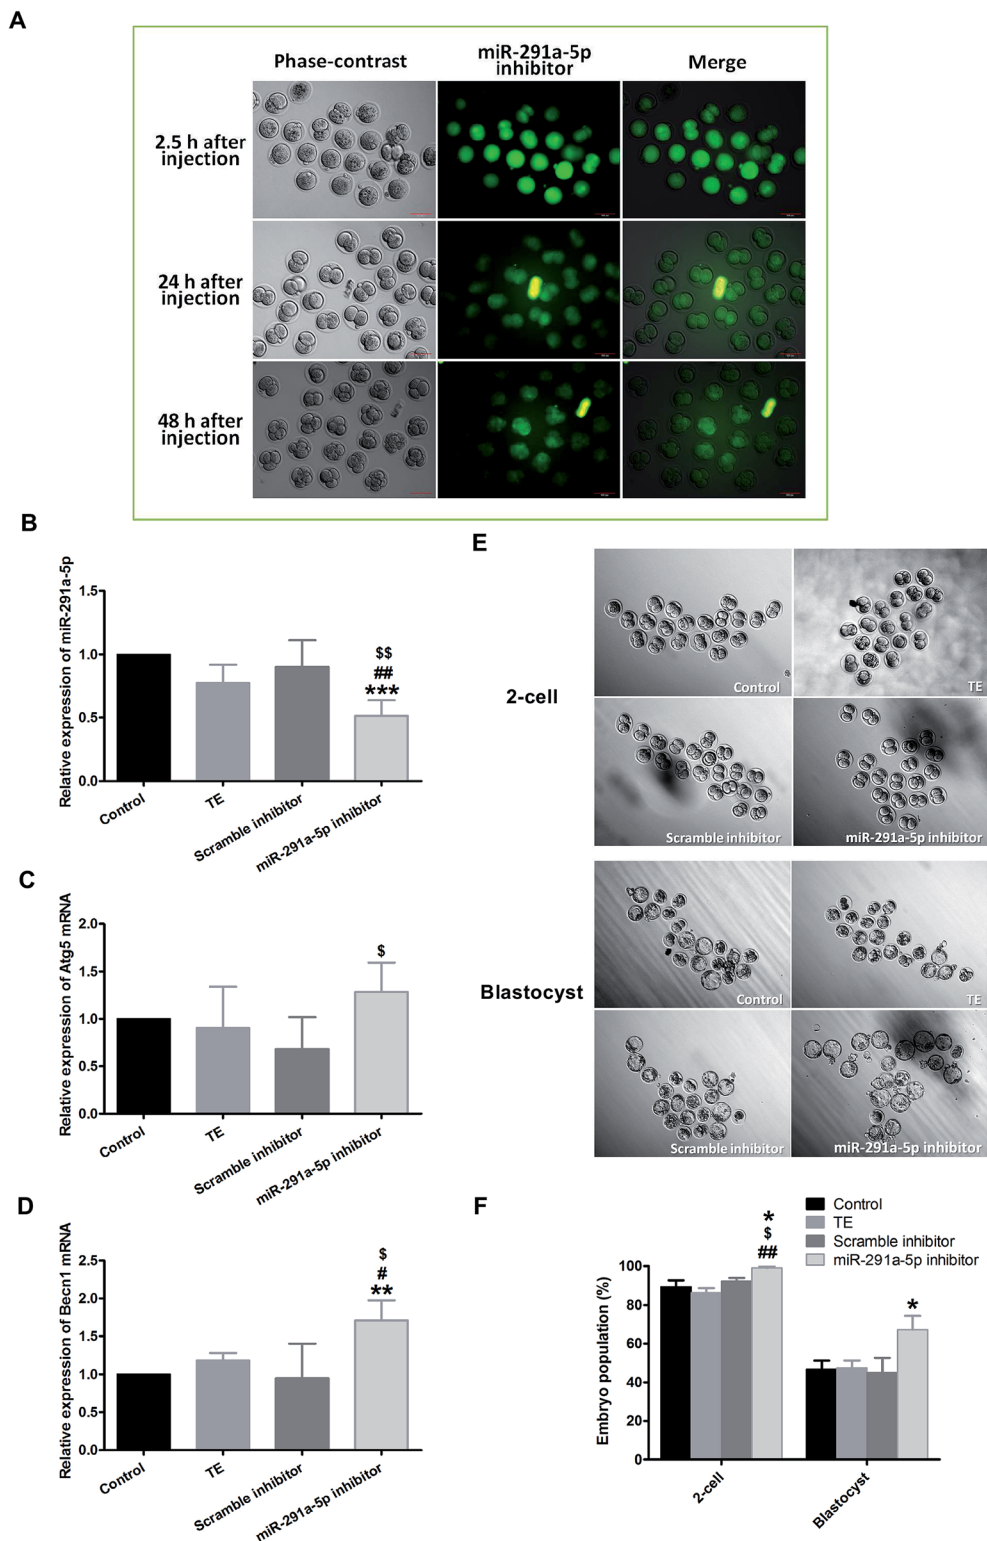 A
Phase-contrast
miR-291a-5p
inhibitor
Merge
2.5 h after
injection
24 h after
injection
48 h after
injection
B
Relative expression of miR-291a-5p
1.5
1.0
0.5
0.0
$$
##
***
Control
TE
Scramble inhibitor
miR-291a-5p inhibitor
C
Relative expression of Atg5 mRNA
2.0
1.5
1.0
0.5
0.0
$
Control
TE
Scramble inhibitor
miR-291a-5p inhibitor
D
Relative expression of Becn1 mRNA
2.5
2.0
1.5
1.0
0.5
0.0
$
#
**
Control
TE
Scramble inhibitor
miR-291a-5p inhibitor
E
2-cell
Control
TE
Scramble inhibitor
miR-291a-5p inhibitor
Blastocyst
Control
TE
Scramble inhibitor
miR-291a-5p inhibitor
F
Control
TE
Scramble inhibitor
miR-291a-5p inhibitor
Embryo population (%)
100
80
60
40
20
0
*
$
##
*
2-cell
Blastocyst